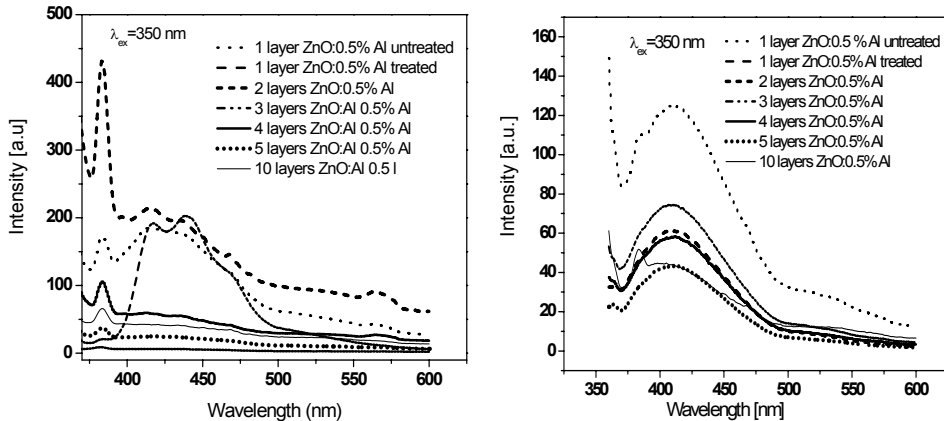 λex=350 nm
1 layer ZnO:0.5% Al untreated
1 layer ZnO:0.5% Al treated
2 layers ZnO:0.5% Al
3 layers ZnO:Al 0.5% Al
4 layers ZnO:Al 0.5% Al
5 layers ZnO:Al 0.5% Al
10 layers ZnO:Al 0.5 l
Intensity [a.u]
500
400
300
200
100
0
400 450 500 550 600
Wavelength (nm)
λex=350 nm
1 layer ZnO:0.5 % Al untreated
1 layer ZnO:0.5% Al treated
2 layers ZnO:0.5% Al
3 layers ZnO:0.5% Al
4 layers ZnO:0.5% Al
5 layers ZnO:0.5% Al
10 layers ZnO:0.5% Al
Intensity [a.u.]
160
140
120
100
80
60
40
20
0
350 400 450 500 550 600
Wavelength [nm]